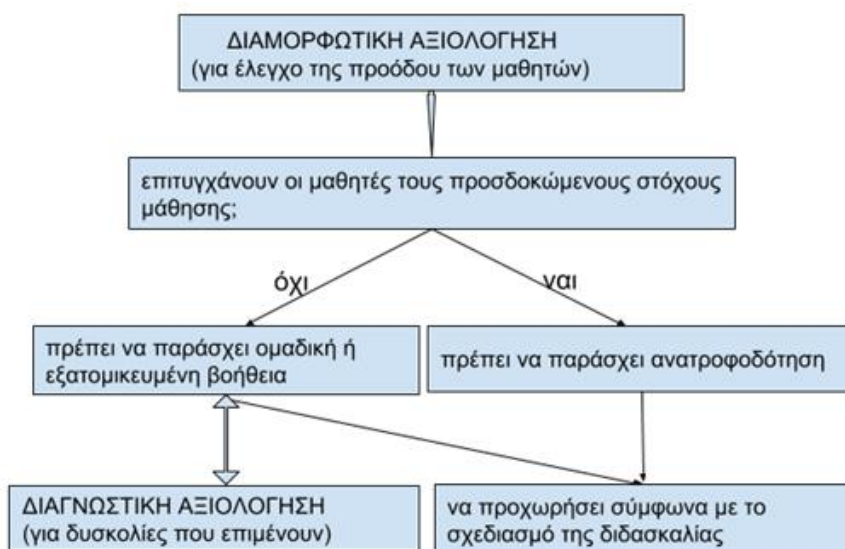 ΔΙΑΜΟΡΦΩΤΙΚΗ ΑΞΙΟΛΟΓΗΣΗ
(για έλεγχο της προόδου των μαθητών)
επιτυγχάνουν οι μαθητές τους προσδοκώμενους στόχους
μάθησης;
όχι
ναι
πρέπει να παράσχει ομαδική ή
εξατομικευμένη βοήθεια
πρέπει να παράσχει ανατροφοδότηση
ΔΙΑΓΝΩΣΤΙΚΗ ΑΞΙΟΛΟΓΗΣΗ
(για δυσκολίες που επιμένουν)
να προχωρήσει σύμφωνα με το
σχεδιασμό της διδασκαλίας